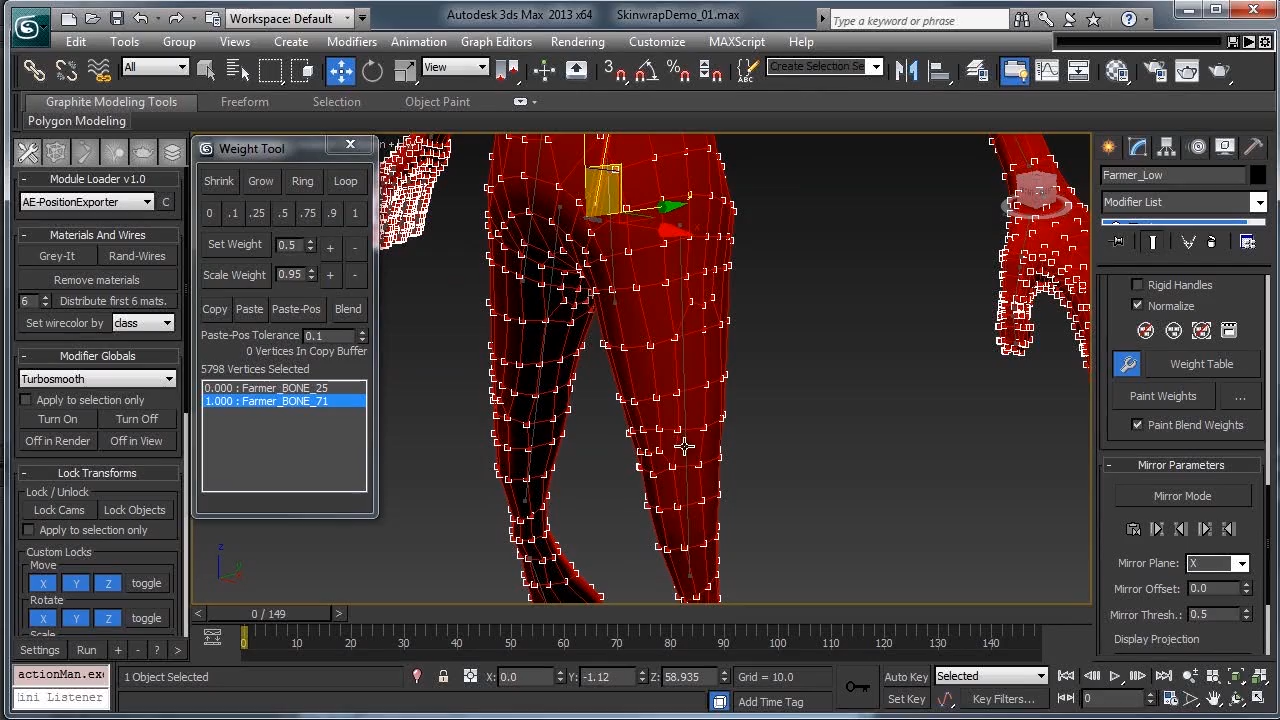 Workspace: Default
Autodesk 3ds Max 2013 x64 SkinwrapDemo_01.max
Type a keyword or phrase
Edit Tools Group Views Create Modifiers Animation Graph Editors Rendering Customize MAXScript Help
All
View
3
Create Selection Se
Graphite Modeling Tools Freeform Selection Object Paint
Polygon Modeling
Module Loader v1.0
AE-PositionExporter C
Materials And Wires
Grey-It Rand-Wires
Remove materials
6 Distribute first 6 mats.
Set wirecolor by class
Modifier Globals
Turbosmooth
Apply to selection only
Turn On Turn Off
Off in Render Off in View
Lock Transforms
Lock / Unlock
Lock Cams Lock Objects
Apply to selection only
Custom Locks
Move
X Y Z toggle
Rotate
X Y Z toggle
Scale
Settings Run + - ? >
Weight Tool
Shrink Grow Ring Loop
0 .1 .25 .5 .75 .9 1
Set Weight 0.5 + -
Scale Weight 0.95 + -
Copy Paste Paste-Pos Blend
Paste-Pos Tolerance 0.1
0 Vertices In Copy Buffer
5798 Vertices Selected
0.000 : Farmer_BONE_25
1.000 : Farmer_BONE_71
z
Farmer_Low
Modifier List
Rigid Handles
Normalize
Weight Table
Paint Weights ...
Paint Blend Weights
Mirror Parameters
Mirror Mode
Mirror Plane: X
Mirror Offset: 0.0
Mirror Thresh.: 0.5
Display Projection
< 0 / 149 >
0 10 20 30 40 50 60 70 80 90 100 110 120 130 140
actionMan.exe
ini Listener
1 Object Selected
X: 0.0 Y: -1.12 Z: 58.935 Grid = 10.0
Add Time Tag
Auto Key Selected
Set Key Key Filters... 0